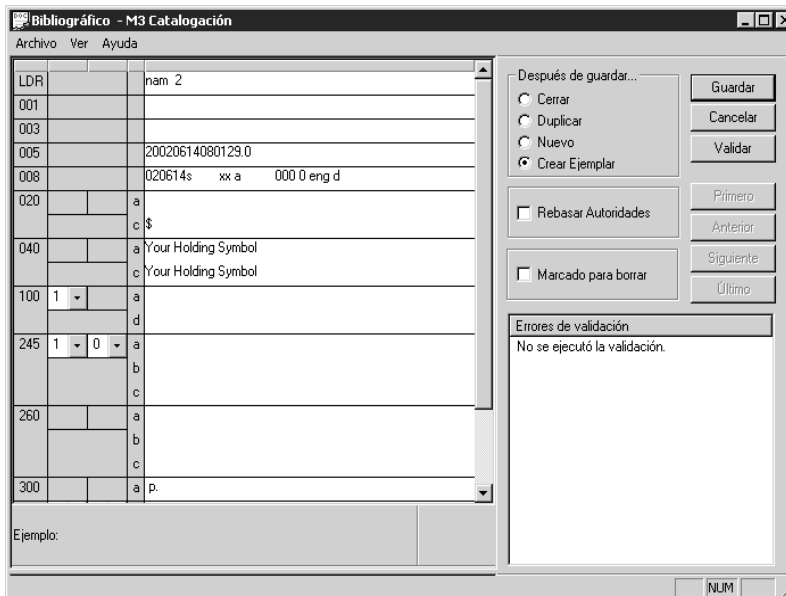 Bibliográfico - M3 Catalogación
Archivo Ver Ayuda
LDR nam 2
001
003
005 20020614080129.0
008 020614s xx a 000 0 eng d
020 a
c $
040 a Your Holding Symbol
c Your Holding Symbol
100 1 a
d
245 1 0 a
b
c
260 a
b
c
300 a p.
Ejemplo:
Después de guardar...
Cerrar
Duplicar
Nuevo
Crear Ejemplar
Rebasar Autoridades
Marcado para borrar
Guardar
Cancelar
Validar
Primero
Anterior
Siguiente
Último
Errores de validación
No se ejecutó la validación.
NUM